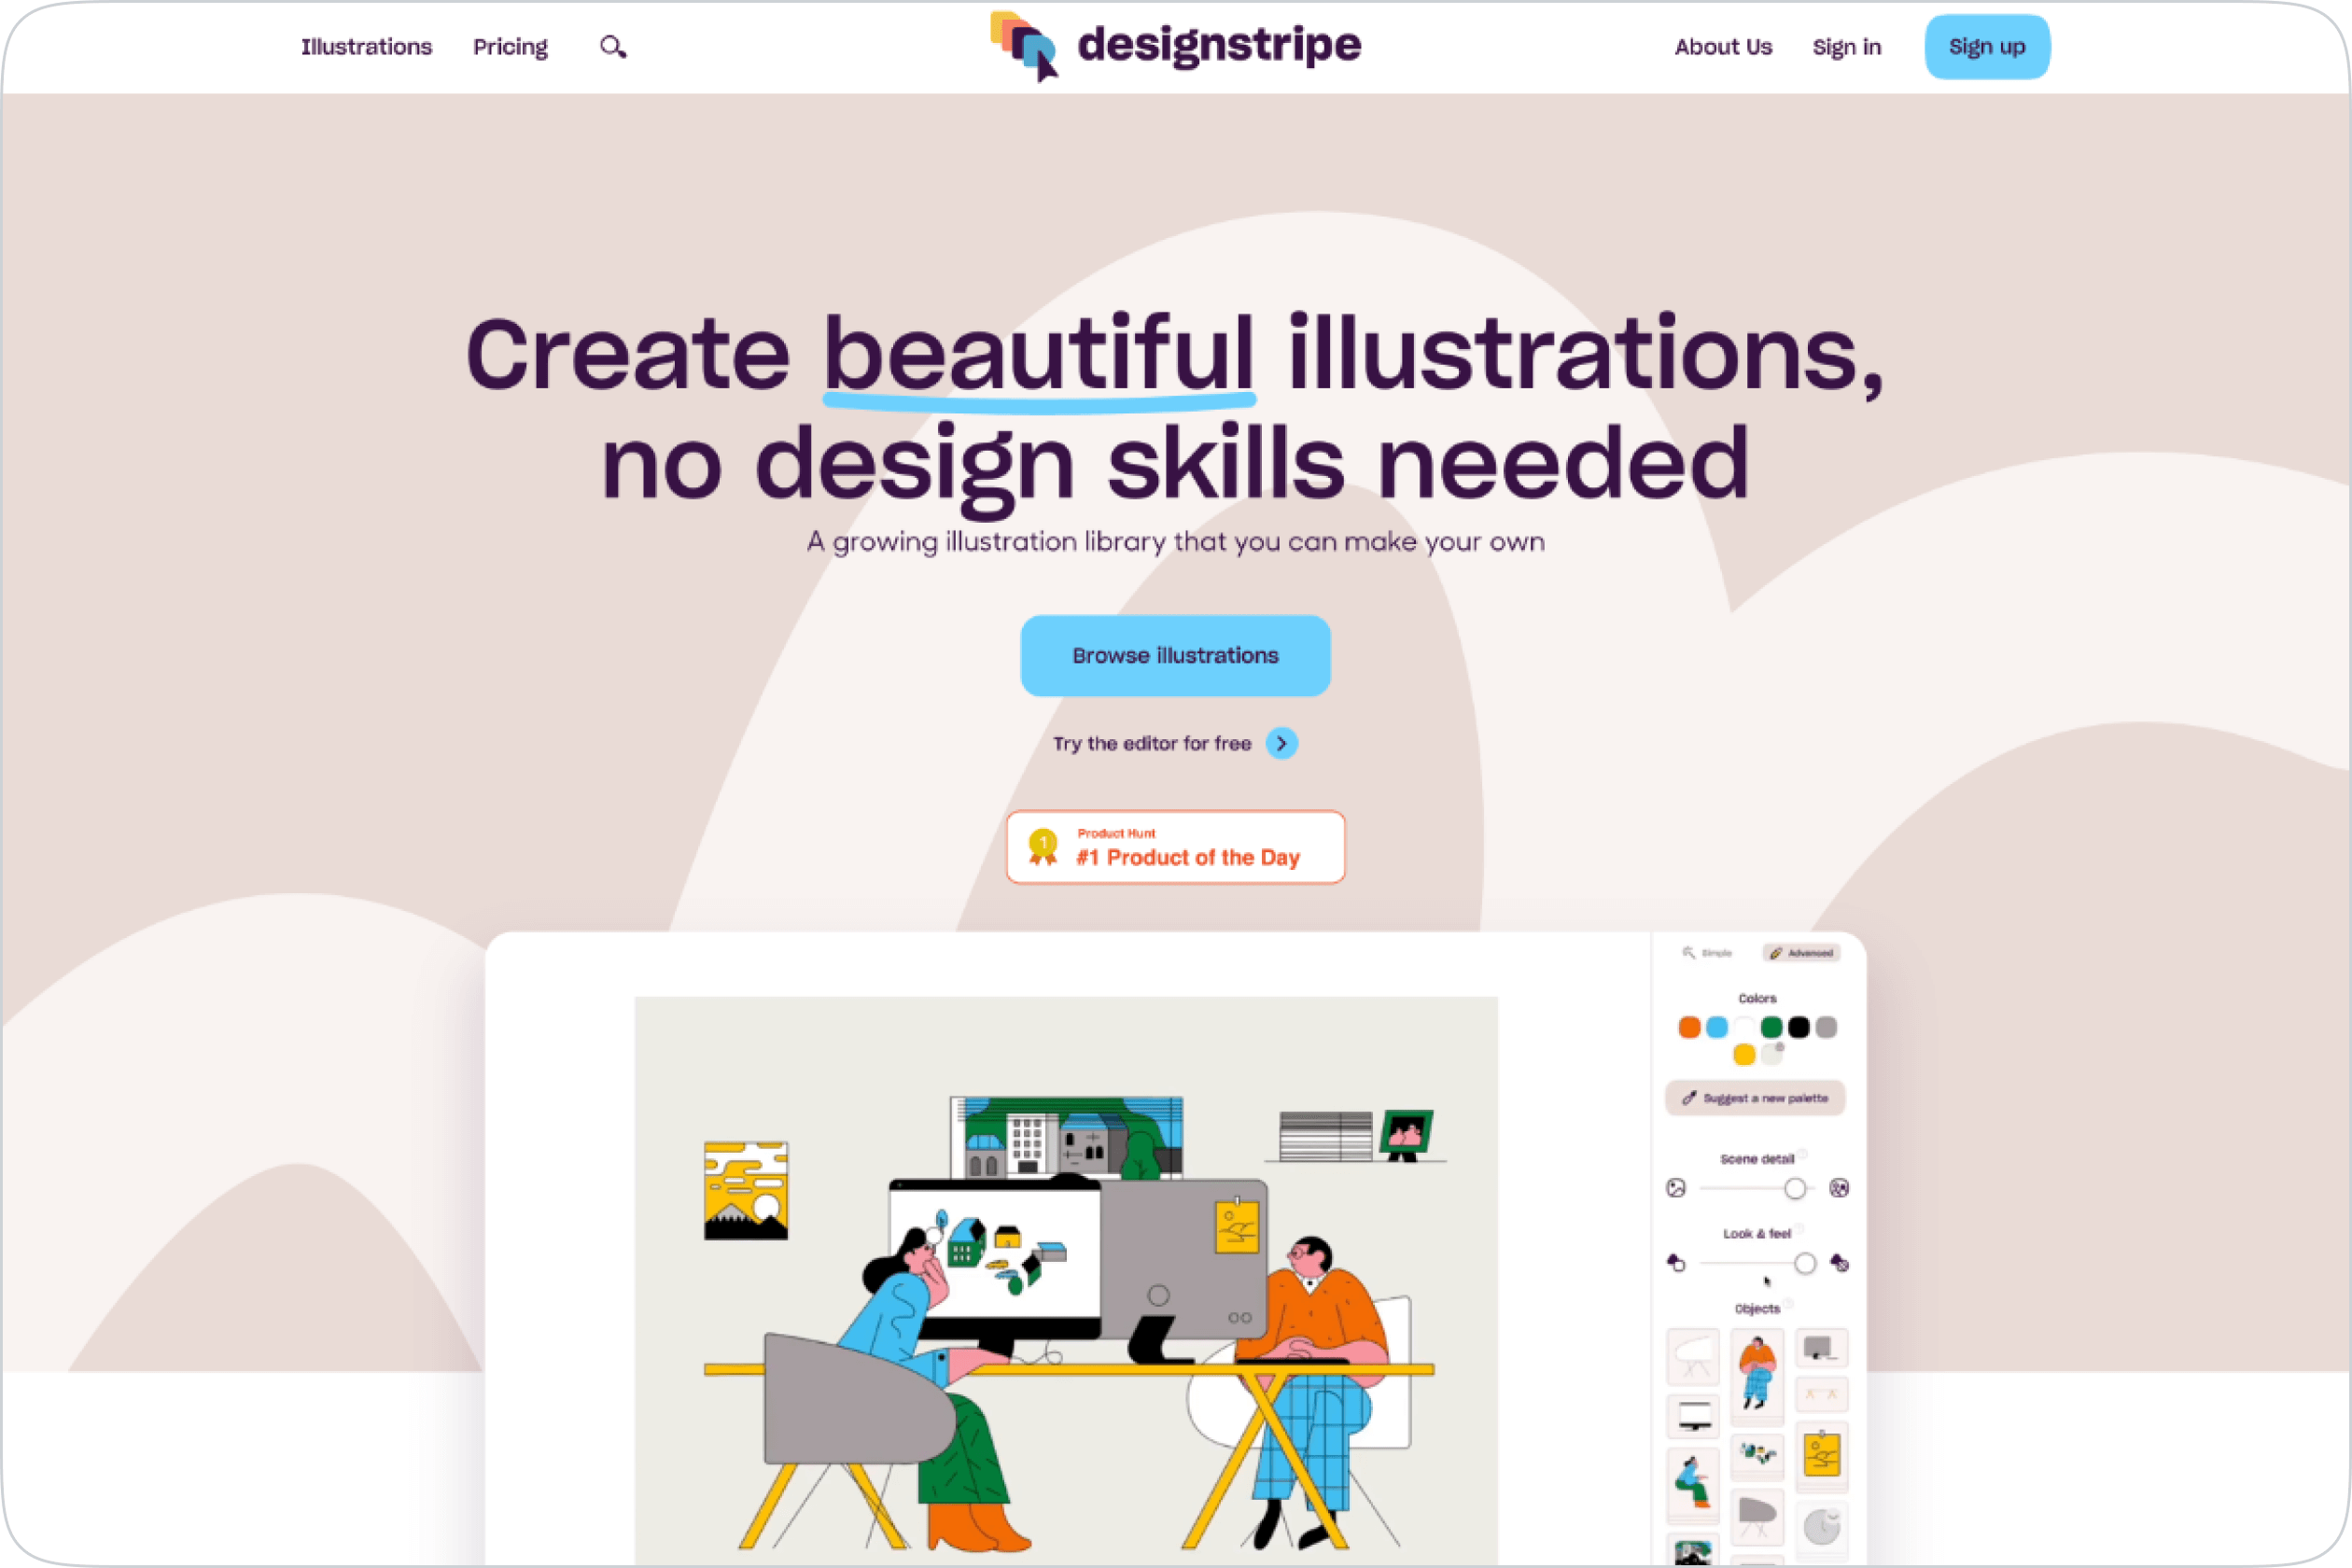 Illustrations
Pricing
designstripe
About Us
Sign in
Sign up
Create beautiful illustrations,
no design skills needed
A growing illustration library that you can make your own
Browse illustrations
Try the editor for free
1
Product Hunt
#1 Product of the Day
Simple
Advanced
Colors
Suggest a new palette
Scene detail
Look & feel
Objects